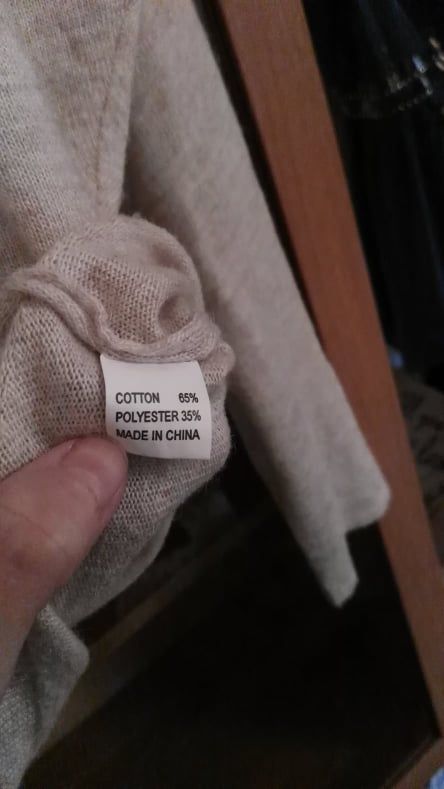 COTTON 65%
POLYESTER 35%
MADE IN CHINA